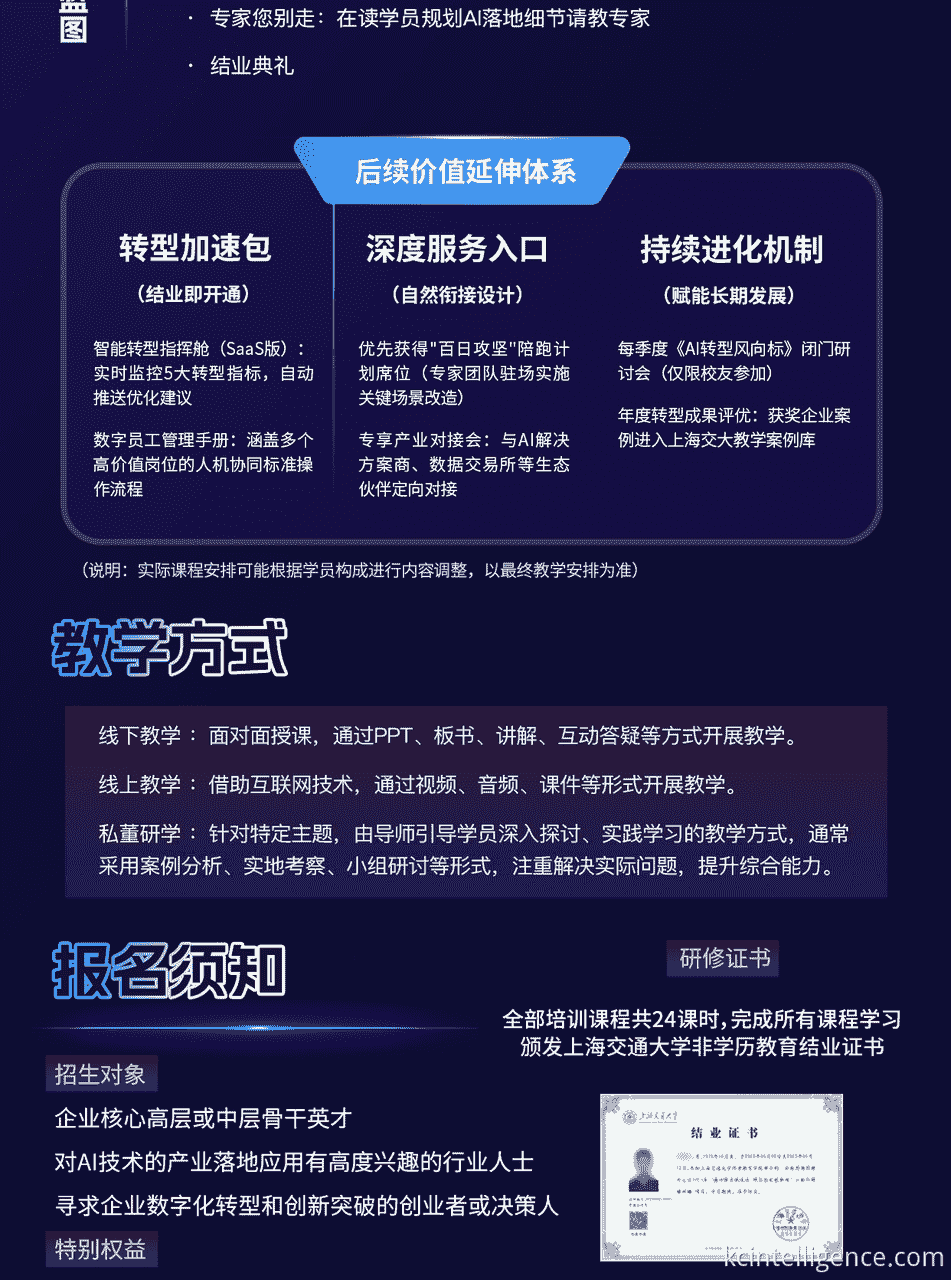 蓝
图
· 专家您别走：在读学员规划AI落地细节请教专家
· 结业典礼
后续价值延伸体系
转型加速包
（结业即开通）
智能转型指挥舱（SaaS版）：
实时监控5大转型指标，自动
推送优化建议
数字员工管理手册：涵盖多个
高价值岗位的人机协同标准操
作流程
深度服务入口
（自然衔接设计）
优先获得"百日攻坚"陪跑计
划席位（专家团队驻场实施
关键场景改造）
专享产业对接会：与AI解决
方案商、数据交易所等生态
伙伴定向对接
持续进化机制
（赋能长期发展）
每季度《AI转型风向标》闭门研
讨会（仅限校友参加）
年度转型成果评优：获奖企业案
例进入上海交大教学案例库
（说明：实际课程安排可能根据学员构成进行内容调整，以最终教学安排为准）
教学方式
线下教学：面对面授课，通过PPT、板书、讲解、互动答疑等方式开展教学。
线上教学：借助互联网技术，通过视频、音频、课件等形式开展教学。
私董研学：针对特定主题，由导师引导学员深入探讨、实践学习的教学方式，通常
采用案例分析、实地考察、小组研讨等形式，注重解决实际问题，提升综合能力。
报名须知
招生对象
企业核心高层或中层骨干英才
对AI技术的产业落地应用有高度兴趣的行业人士
寻求企业数字化转型和创新突破的创业者或决策人
特别权益
研修证书
全部培训课程共24课时，完成所有课程学习
颁发上海交通大学非学历教育结业证书
上海交通大学
结业证书
kcintelligence.com